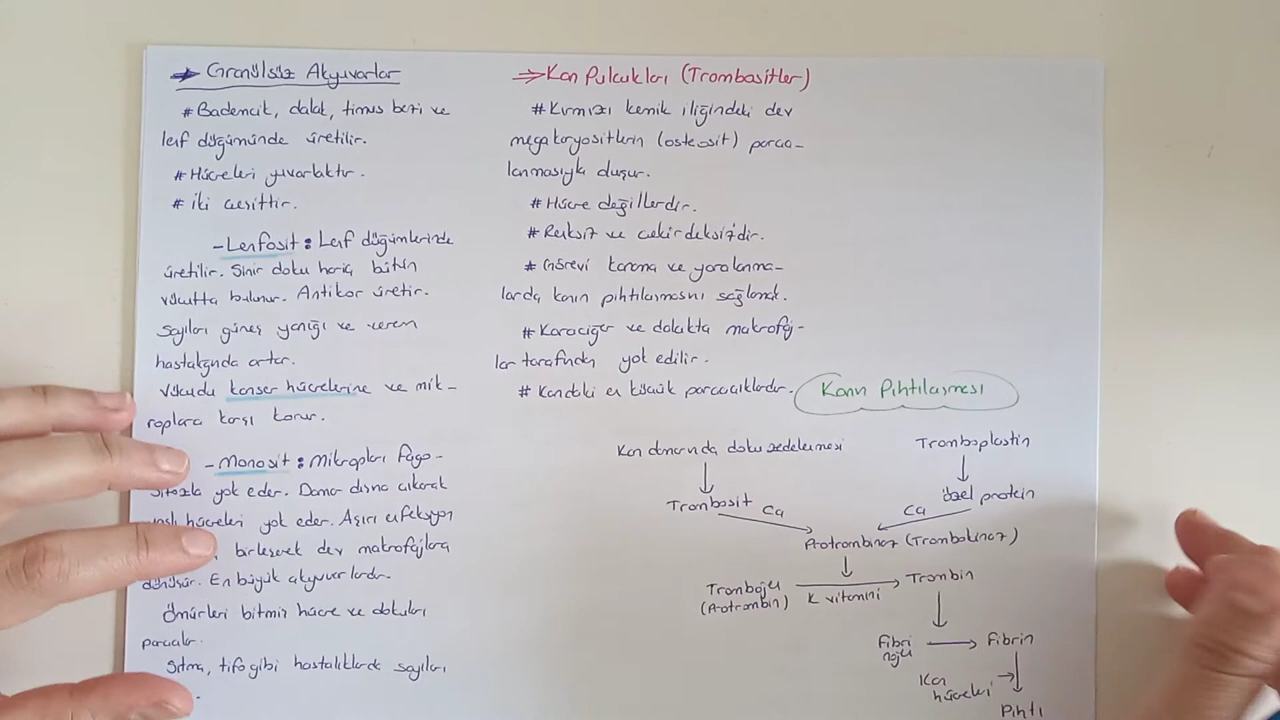 → Granülsüz Akyuvarlar
# Bademcik, dalak, timus bezi ve
lenf düğümünde üretilir.
# Hücreleri yuvarlaktır.
# İki çeşittir.
- Lenfosit : Lenf düğümlerinde
üretilir. Sinir doku hariç bütün
vücutta bulunur. Antikor üretir.
Sayıları güneş yanığı ve verem
hastalığında artar.
Vücudu kanser hücrelerine ve mik-
roplara karşı korur.
- Monosit : Mikropları fago-
sitozla yok eder. Damar dışına çıkarak
yaşlı hücreleri yok eder. Aşırı enfeksiyon
birleşerek dev makrofajlara
dönüşür. En büyük akyuvarlardır.
Ömürleri bitmiş hücre ve dokuları
parçalar.
Sıtma, tifo gibi hastalıklarda sayıları
⇒ Kan Pulcukları (Trombositler)
# Kırmızı kemik iliğindeki dev
megakaryositlerin (osteosit) parça-
lanmasıyla oluşur.
# Hücre değillerdir.
# Renksiz ve çekirdeksizdir.
# Görevi kanama ve yaralanma-
larda kanın pıhtılaşmasını sağlamak.
# Karaciğer ve dalakta makrofaj-
lar tarafından yok edilir.
# Kandaki en küçük parçacıklardır.
Kanın Pıhtılaşması
Kan damarında doku zedelenmesi
Tromboplastin
Trombosit
özel protein
Ca
Ca
Protrombinaz (Trombokinaz)
Trombojen
(Protrombin)
K vitamini
Trombin
Fibri
nojen
Fibrin
Kan
hücreleri
Pıhtı